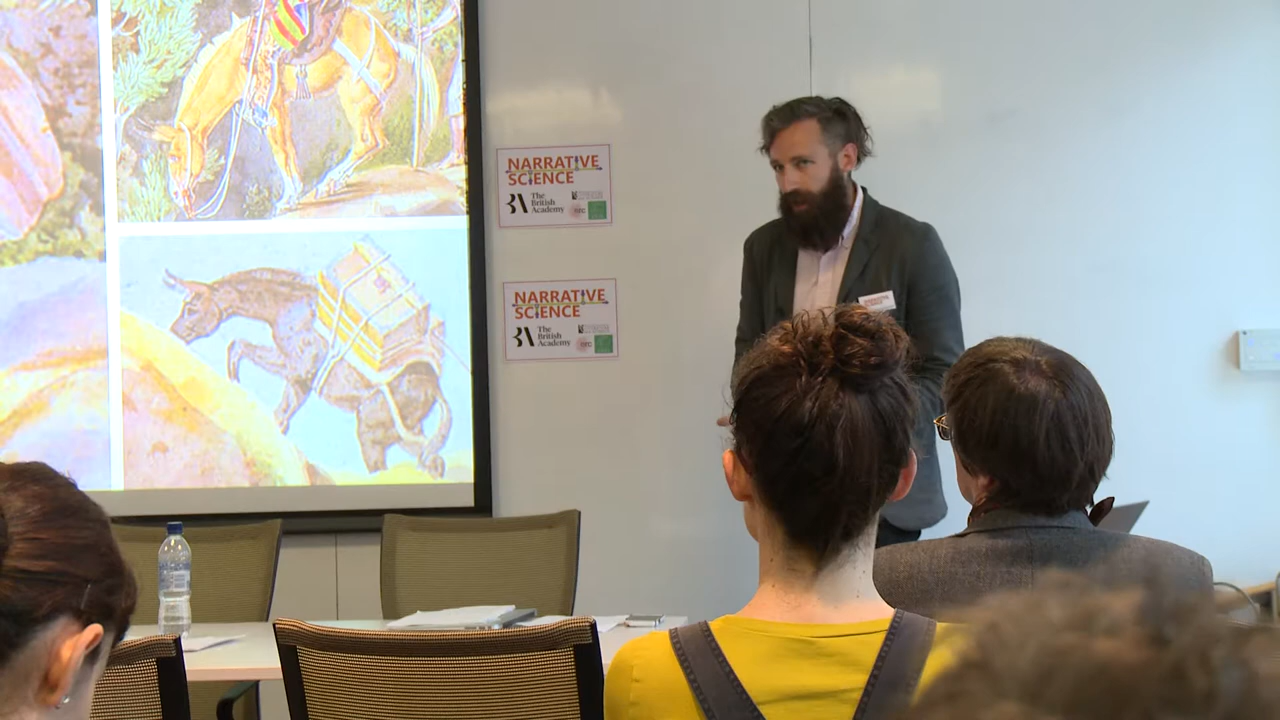 NARRATIVE
SCIENCE
The
British
Academy
NARRATIVE
SCIENCE
The
British
Academy